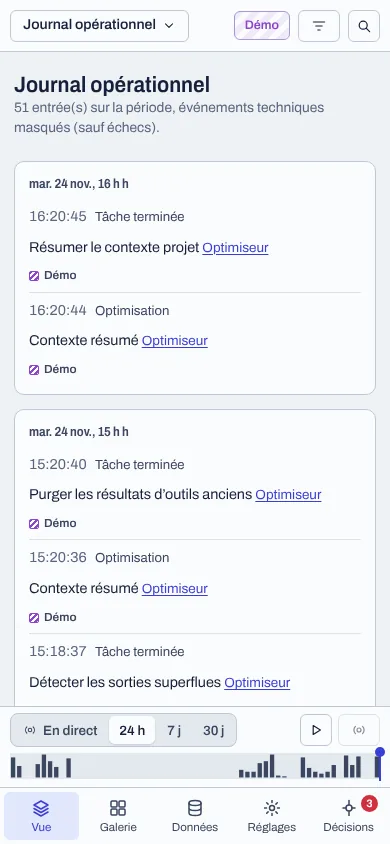 Journal opérationnel
Démo
Journal opérationnel
51 entrée(s) sur la période, événements techniques
masqués (sauf échecs).
mar. 24 nov., 16 h h
16:20:45 Tâche terminée
Résumer le contexte projet Optimiseur
Démo
16:20:44 Optimisation
Contexte résumé Optimiseur
Démo
mar. 24 nov., 15 h h
15:20:40 Tâche terminée
Purger les résultats d’outils anciens Optimiseur
Démo
15:20:36 Optimisation
Contexte résumé Optimiseur
Démo
15:18:37 Tâche terminée
Détecter les sorties superflues Optimiseur
En direct 24 h 7 j 30 j
3
Vue Galerie Données Réglages Décisions